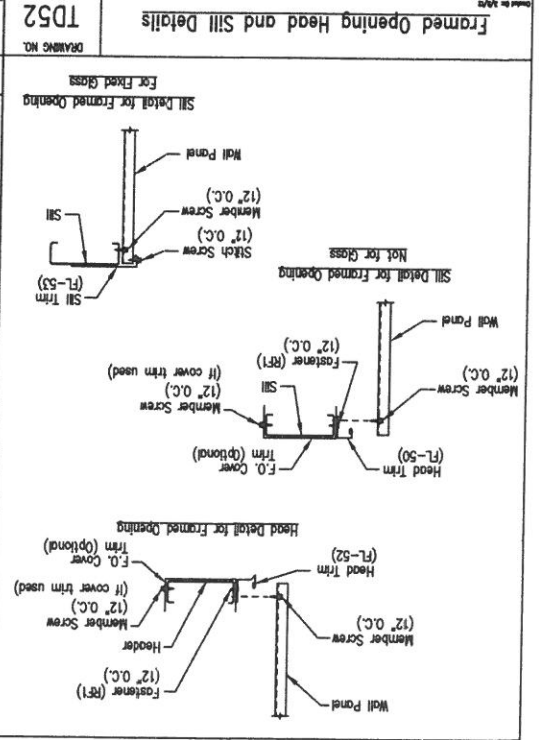 Wall Panel
Fastener (RF1)
(12" O.C.)
Member Screw
(12" O.C.)
Header
Member Screw
(12" O.C.)
(If cover trim used)
Head Trim
(FL-52)
F.O. Cover
Trim (Optional)
Head Detail for Framed Opening
Head Trim
(FL-50)
F.O. Cover
Trim (Optional)
Sill
Member Screw
(12" O.C.)
(If cover trim used)
Member Screw
(12" O.C.)
Fastener (RF1)
(12" O.C.)
Wall Panel
Sill Detail for Framed Opening
Not for Glass
Sill Trim
(FL-53)
Sill
Stitch Screw
(12" O.C.)
Member Screw
(12" O.C.)
Wall Panel
Sill Detail for Framed Opening
For Fixed Glass
Framed Opening Head and Sill Details
DRAWING NO.
TD52